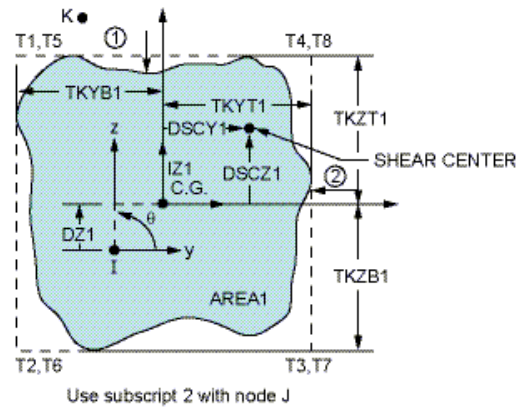 K
T1,T5
1
T4,T8
TKYB1
TKYT1
TKZT1
DSCY1
z
IZ1
C.G.
DSCZ1
SHEAR CENTER
2
DZ1
θ
y
I
AREA1
TKZB1
T2,T6
T3,T7
Use subscript 2 with node J